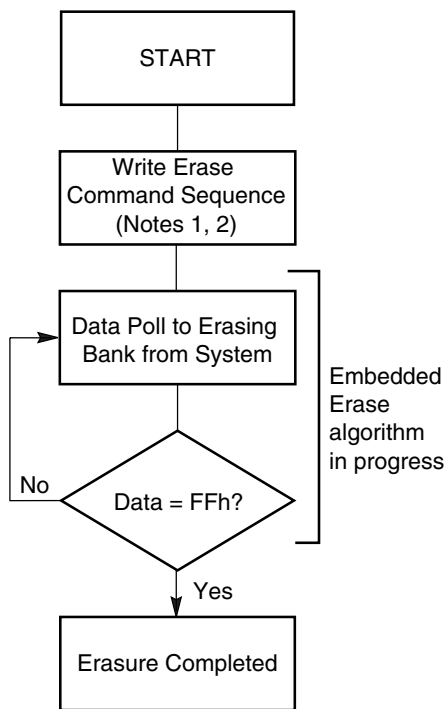 START
Write Erase
Command Sequence
(Notes 1, 2)
Data Poll to Erasing
Bank from System
Embedded
Erase
algorithm
in progress
No
Data = FFh?
Yes
Erasure Completed